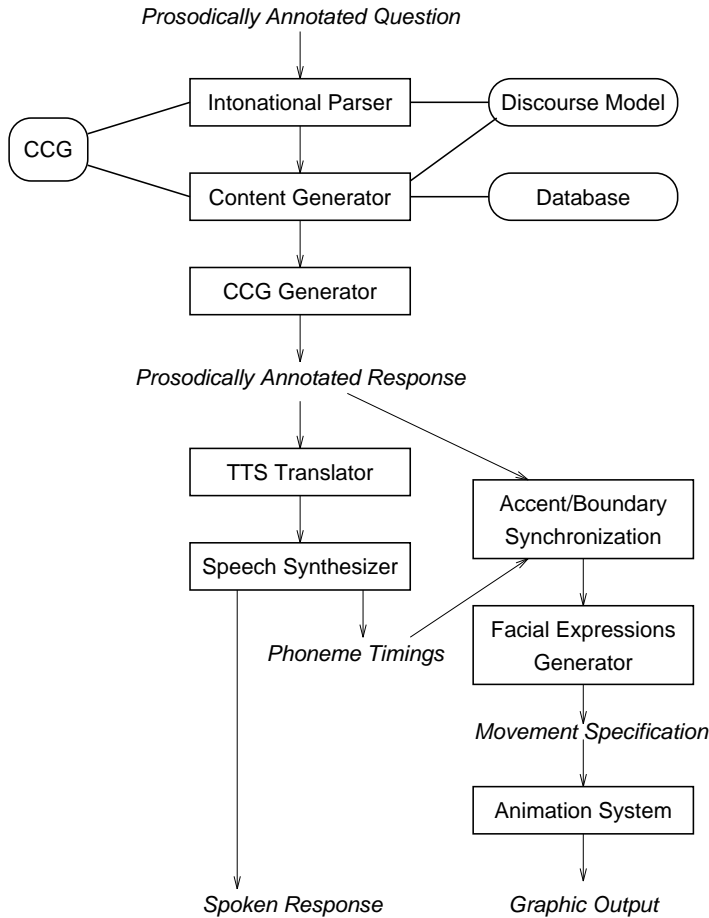 Prosodically Annotated Question
Intonational Parser
Discourse Model
CCG
Content Generator
Database
CCG Generator
Prosodically Annotated Response
TTS Translator
Accent/Boundary
Synchronization
Speech Synthesizer
Phoneme Timings
Facial Expressions
Generator
Movement Specification
Animation System
Spoken Response
Graphic Output